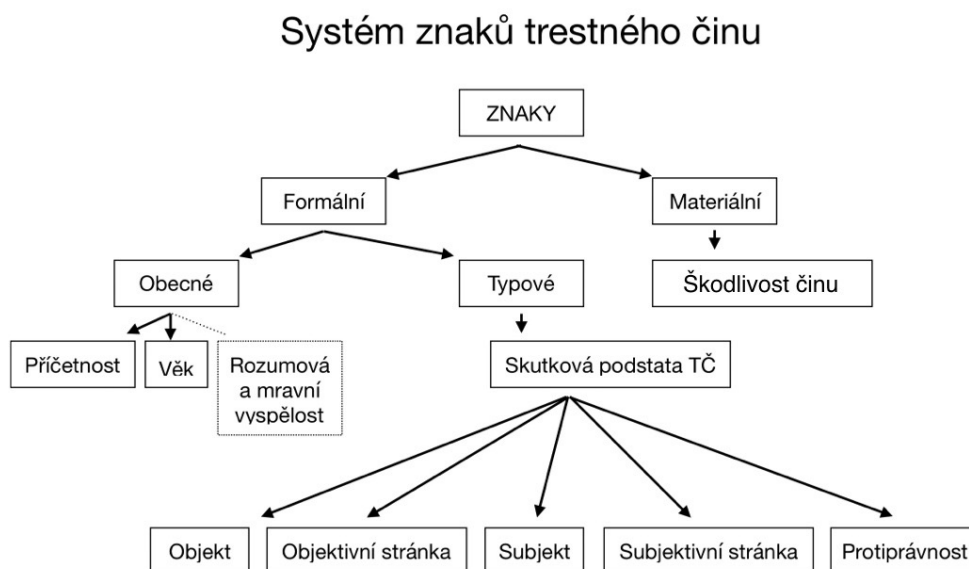 Systém znaků trestného činu
ZNAKY
Formální
Materiální
Obecné
Typové
Škodlivost činu
Příčetnost
Věk
Rozumová
a mravní
vyspělost
Skutková podstata TČ
Objekt
Objektivní stránka
Subjekt
Subjektivní stránka
Protiprávnost